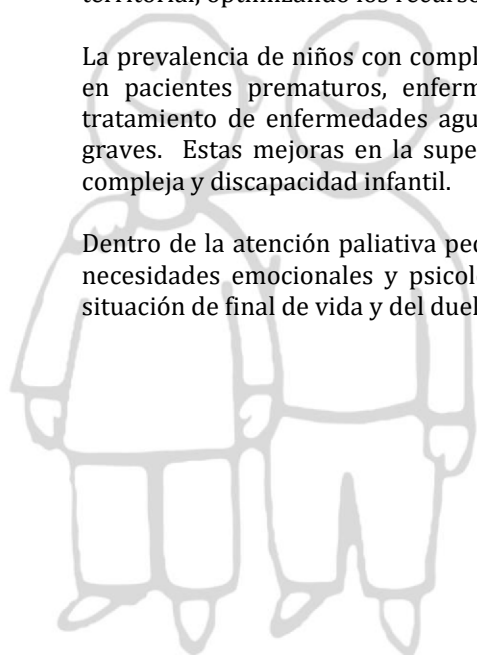 territorial, optimizando los recurso
La prevalencia de niños con compl
en pacientes prematuros, enferm
tratamiento de enfermedades agu
graves. Estas mejoras en la supe
compleja y discapacidad infantil.
Dentro de la atención paliativa pec
necesidades emocionales y psicol
situación de final de vida y del duel